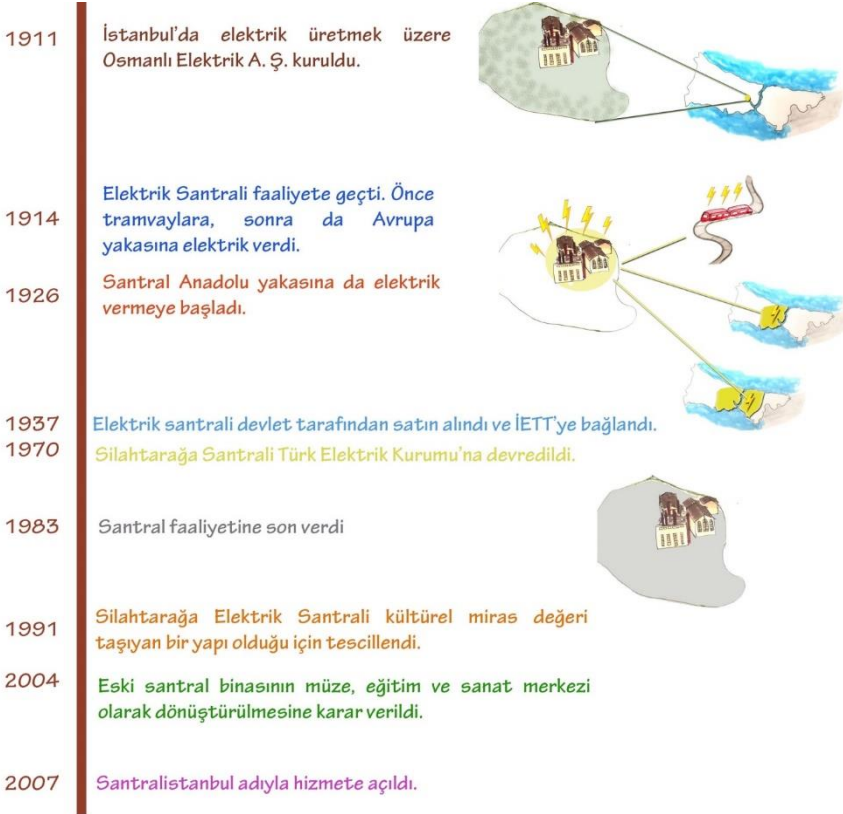 1911
İstanbul'da elektrik üretmek üzere
Osmanlı Elektrik A. Ş. kuruldu.
1914
Elektrik Santrali faaliyete geçti. Önce
tramvaylara, sonra da Avrupa
yakasına elektrik verdi.
1926
Santral Anadolu yakasına da elektrik
vermeye başladı.
1937
Elektrik santrali devlet tarafından satın alındı ve İETT'ye bağlandı.
1970
Silahtarağa Santrali Türk Elektrik Kurumu'na devredildi.
1983
Santral faaliyetine son verdi
1991
Silahtarağa Elektrik Santrali kültürel miras değeri
taşıyan bir yapı olduğu için tescillendi.
2004
Eski santral binasının müze, eğitim ve sanat merkezi
olarak dönüştürülmesine karar verildi.
2007
Santralistanbul adıyla hizmete açıldı.